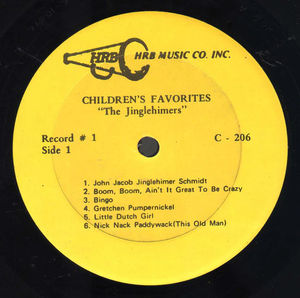 HRB
HRB MUSIC CO. INC.
CHILDREN'S FAVORITES
"The Jinglehimers"
Record # 1
C - 206
Side 1
1. John Jacob Jinglehimer Schmidt
2. Boom, Boom, Ain't It Great To Be Crazy
3. Bingo
4. Gretchen Pumpernickel
5. Little Dutch Girl
6. Nick Nack Paddywack(This Old Man)